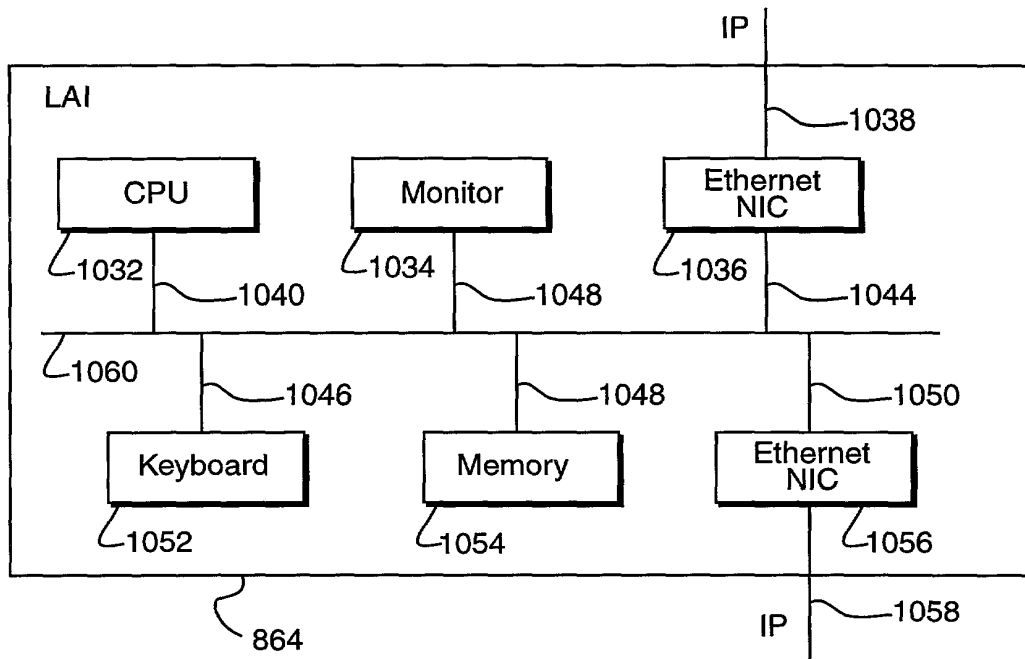 IP
LAI
1038
CPU
Monitor
Ethernet
NIC
1032
1034
1036
1040
1048
1044
1060
1046
1048
1050
Keyboard
Memory
Ethernet
NIC
1052
1054
1056
864
IP
1058